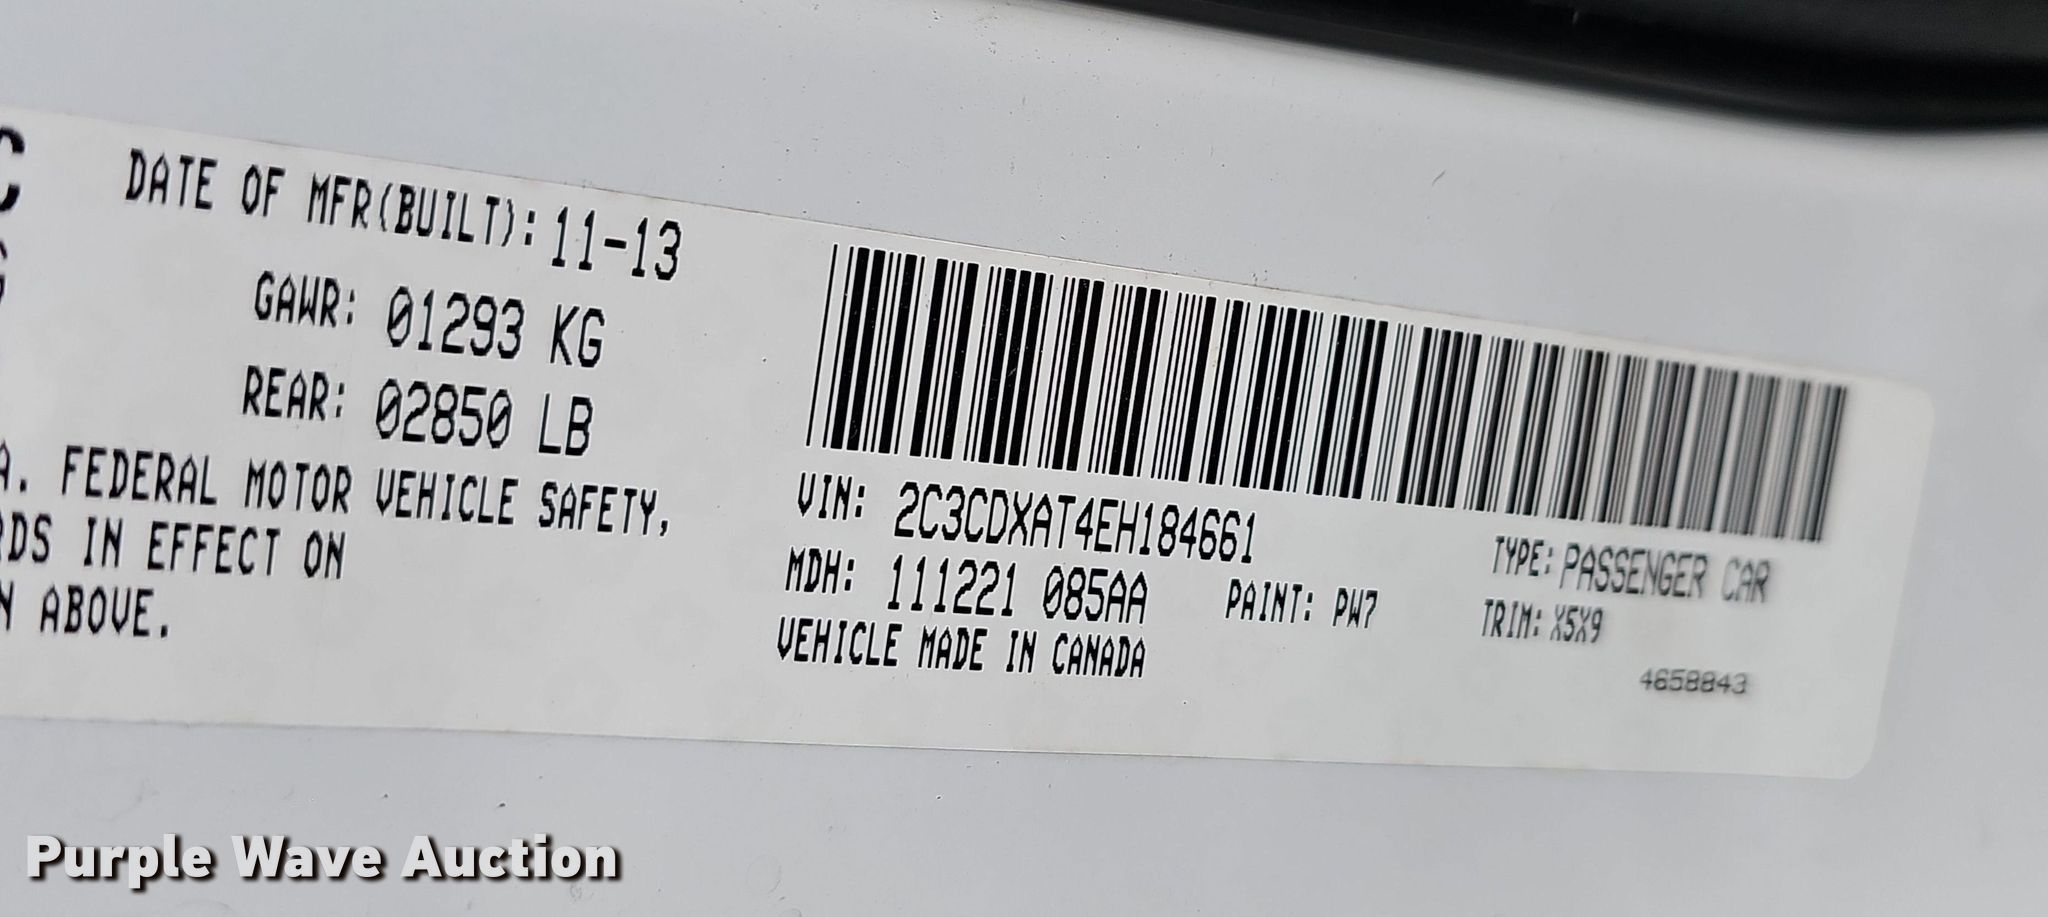 DATE OF MFR(BUILT): 11-13
GAWR: 01293 KG
REAR: 02850 LB
A. FEDERAL MOTOR VEHICLE SAFETY,
RDS IN EFFECT ON
N ABOVE.
VIN: 2C3CDXAT4EH184661
MDH: 111221 085AA PAINT: PW7
VEHICLE MADE IN CANADA
TYPE: PASSENGER CAR
TRIM: X5X9
4658843
Purple Wave Auction